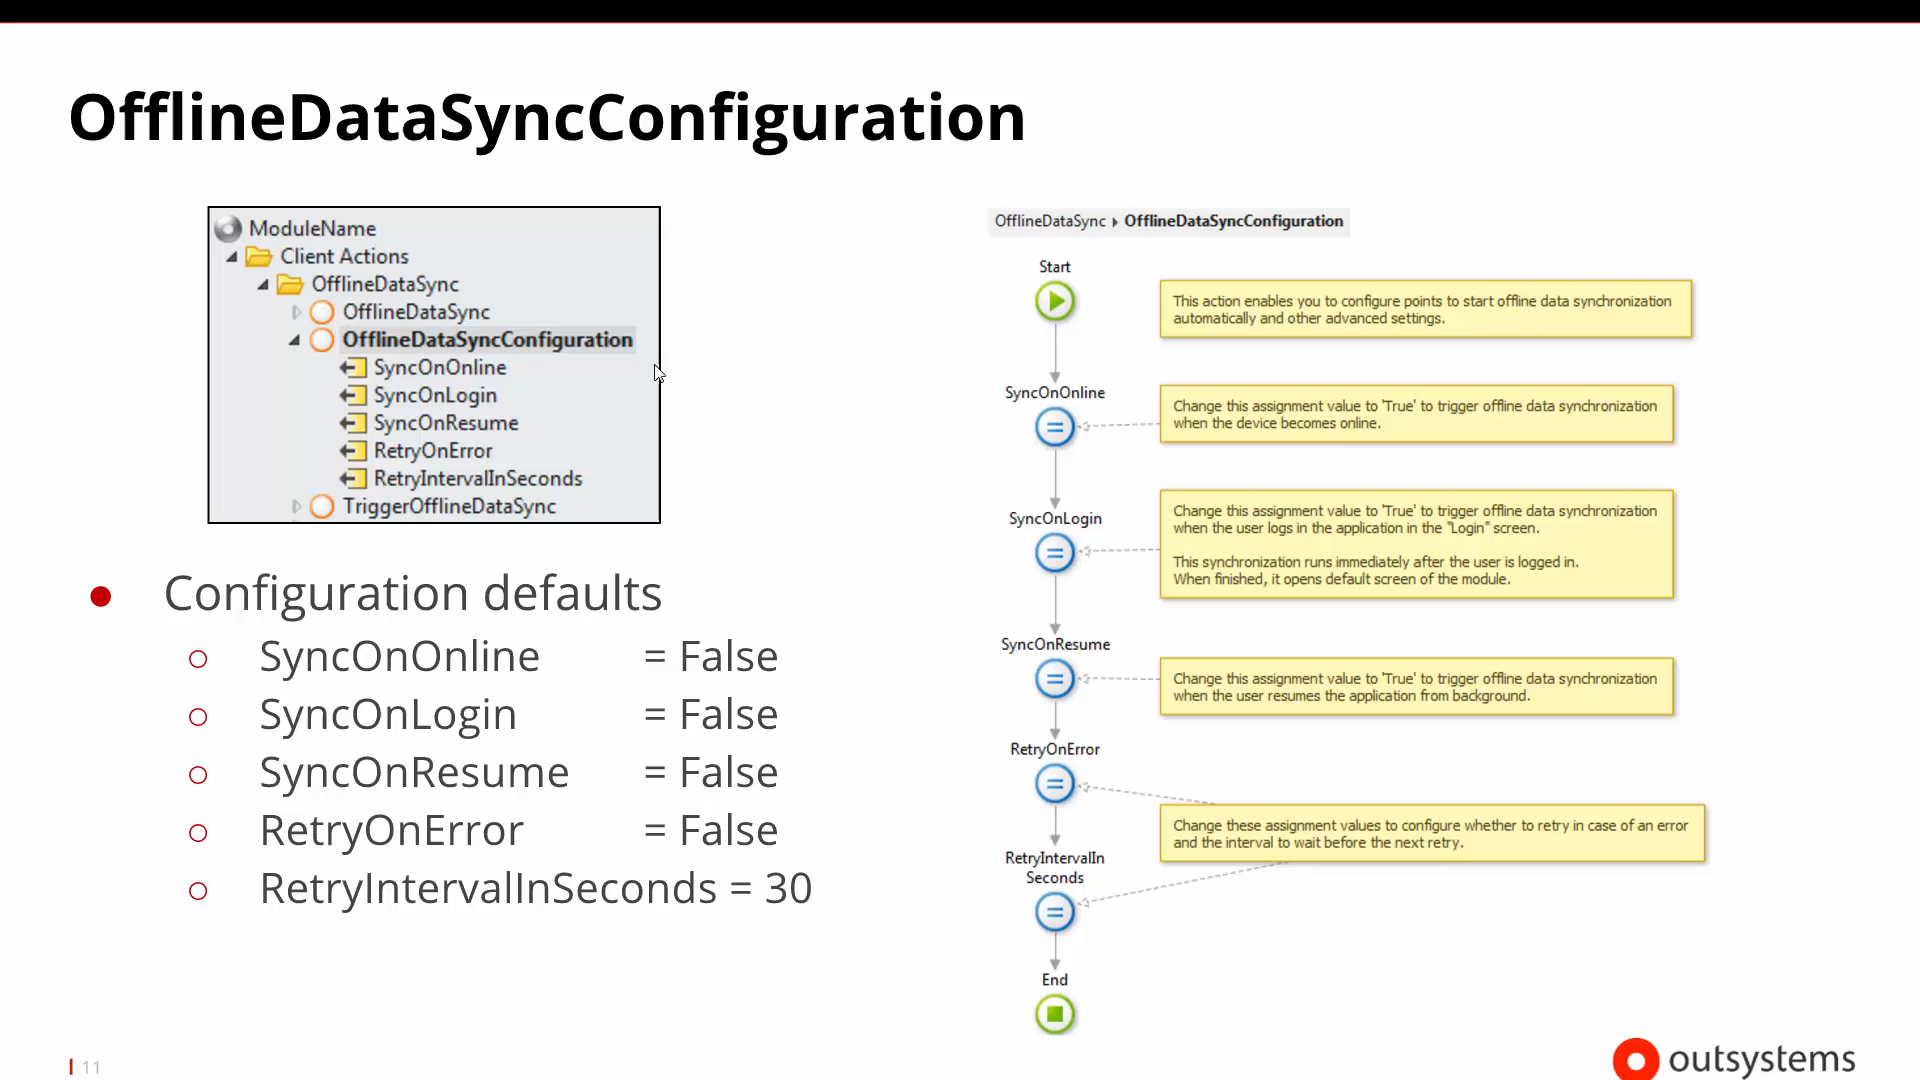 OfflineDataSyncConfiguration
ModuleName
Client Actions
OfflineDataSync
OfflineDataSync
OfflineDataSyncConfiguration
SyncOnOnline
SyncOnLogin
SyncOnResume
RetryOnError
RetryIntervalInSeconds
TriggerOfflineDataSync
● Configuration defaults
○ SyncOnOnline = False
○ SyncOnLogin = False
○ SyncOnResume = False
○ RetryOnError = False
○ RetryIntervalInSeconds = 30
OfflineDataSync OfflineDataSyncConfiguration
Start
This action enables you to configure points to start offline data synchronization
automatically and other advanced settings.
SyncOnOnline
Change this assignment value to 'True' to trigger offline data synchronization
when the device becomes online.
SyncOnLogin
Change this assignment value to 'True' to trigger offline data synchronization
when the user logs in the application in the "Login" screen.
This synchronization runs immediately after the user is logged in.
When finished, it opens default screen of the module.
SyncOnResume
Change this assignment value to 'True' to trigger offline data synchronization
when the user resumes the application from background.
RetryOnError
Change these assignment values to configure whether to retry in case of an error
and the interval to wait before the next retry.
RetryIntervalIn
Seconds
End
11
outsystems